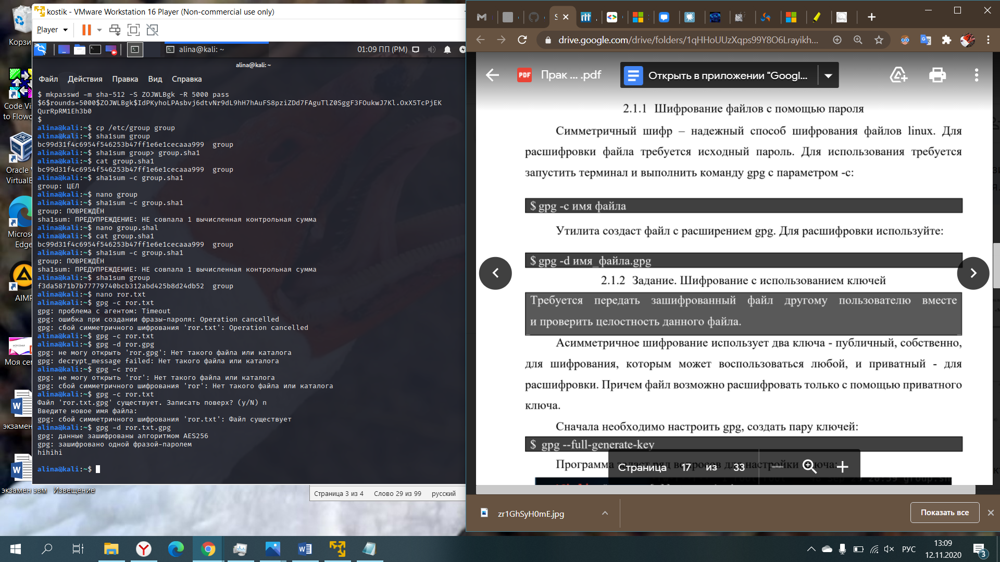 Корзи
Code Vi
to Flowc
Oracle
VirtualB
Micros
Edge
AIMP
Моя се
экзамен
экзамен эвм
Извещение
kostik - VMware Workstation 16 Player (Non-commercial use only)
Player
alina@kali: ~
01:09 ПП (PM)
alina@kali: ~
Файл Действия Правка Вид Справка
$ mkpasswd -m sha-512 -S ZOJWLBgk -R 5000 pass
$6$rounds=5000$ZOJWLBgk$IdPKyhoLPAsbvj6dtvNr9dL9hH7hAuFS8pziZDd7FAguTlZ0SggF3FOukwJ7Kl.OxX5TcPjEK
QurRpRM1Eh3b0
$
alina@kali:~$ cp /etc/group group
alina@kali:~$ sha1sum group
bc99d31f4c6954f546253b47ff1e6e1cecaaa999  group
alina@kali:~$ sha1sum group> group.sha1
alina@kali:~$ cat group.sha1
bc99d31f4c6954f546253b47ff1e6e1cecaaa999  group
alina@kali:~$ sha1sum -c group.sha1
group: ЦЕЛ
alina@kali:~$ nano group
alina@kali:~$ sha1sum -c group.sha1
group: ПОВРЕЖДЁН
sha1sum: ПРЕДУПРЕЖДЕНИЕ: НЕ совпала 1 вычисленная контрольная сумма
alina@kali:~$ nano group.shal
alina@kali:~$ cat group.sha1
bc99d31f4c6954f546253b47ff1e6e1cecaaa999  group
alina@kali:~$ sha1sum -c group.sha1
group: ПОВРЕЖДЁН
sha1sum: ПРЕДУПРЕЖДЕНИЕ: НЕ совпала 1 вычисленная контрольная сумма
alina@kali:~$ sha1sum group
f3da5871b7b77779740bcb312abd425b8d24db52  group
alina@kali:~$ nano ror.txt
alina@kali:~$ gpg -c ror.txt
gpg: проблема с агентом: Timeout
gpg: ошибка при создании фразы-пароля: Operation cancelled
gpg: сбой симметричного шифрования 'ror.txt': Operation cancelled
alina@kali:~$ gpg -c ror.txt
alina@kali:~$ gpg -d ror.gpg
gpg: не могу открыть 'ror.gpg': Нет такого файла или каталога
gpg: decrypt_message failed: Нет такого файла или каталога
alina@kali:~$ gpg -c ror
gpg: не могу открыть 'ror': Нет такого файла или каталога
gpg: сбой симметричного шифрования 'ror': Нет такого файла или каталога
alina@kali:~$ gpg -c ror.txt
Файл 'ror.txt.gpg' существует. Записать поверх? (y/N) n
Введите новое имя файла:
gpg: сбой симметричного шифрования 'ror.txt': Файл существует
alina@kali:~$ gpg -d ror.txt.gpg
gpg: данные зашифрованы алгоритмом AES256
gpg: зашифровано одной фразой-паролем
hihihi
alina@kali:~$
Страница 3 из 4 Слово 29 из 99 русский
drive.google.com/drive/folders/1qHHoUUzXqps99Y8O6Lrayikh...
PDF Прак ... .pdf
Открыть в приложении "Googl...
2.1.1 Шифрование файлов с помощью пароля
Симметричный шифр – надежный способ шифрования файлов linux. Для
расшифровки файла требуется исходный пароль. Для использования требуется
запустить терминал и выполнить команду gpg с параметром -c:
$ gpg -c имя файла
Утилита создаст файл с расширением gpg. Для расшифровки используйте:
$ gpg -d имя_файла.gpg
2.1.2 Задание. Шифрование с использованием ключей
Требуется передать зашифрованный файл другому пользователю вместе
и проверить целостность данного файла.
Асимметричное шифрование использует два ключа - публичный, собственно,
для шифрования, которым может воспользоваться любой, и приватный - для
расшифровки. Причем файл возможно расшифровать только с помощью приватного
ключа.
Сначала необходимо настроить gpg, создать пару ключей:
$ gpg --full-generate-key
Программа задаст ряд вопросов для настройки ключа:
Страница 17 из 33
zr1GhSyH0mE.jpg
Показать все
РУС
13:09
12.11.2020
3